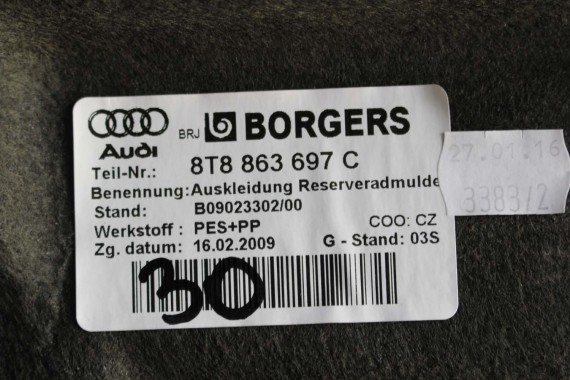 Audi
BRJ BORGERS
Teil-Nr.: 8T8 863 697 C
Benennung: Auskleidung Reserveradmulde
Stand: B09023302/00
Werkstoff : PES+PP COO: CZ
Zg. datum: 16.02.2009 G - Stand: 03S
30
27.01.16
3383/2